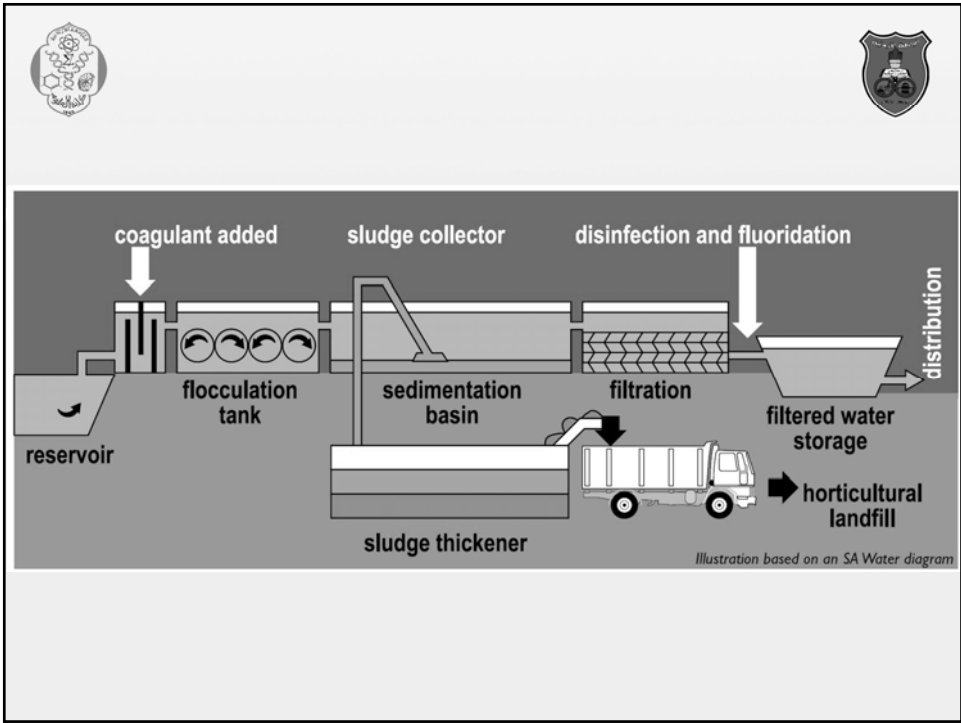 coagulant added
sludge collector
disinfection and fluoridation
distribution
flocculation
tank
sedimentation
basin
filtration
filtered water
storage
reservoir
horticultural
landfill
sludge thickener
Illustration based on an SA Water diagram